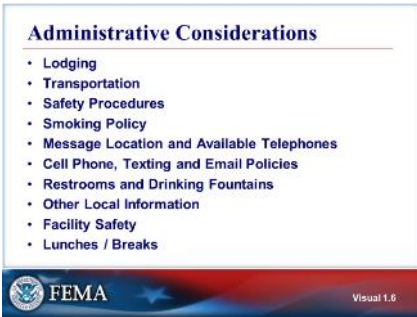 Administrative Considerations
• Lodging
• Transportation
• Safety Procedures
• Smoking Policy
• Message Location and Available Telephones
• Cell Phone, Texting and Email Policies
• Restrooms and Drinking Fountains
• Other Local Information
• Facility Safety
• Lunches / Breaks
FEMA
Visual 1.6